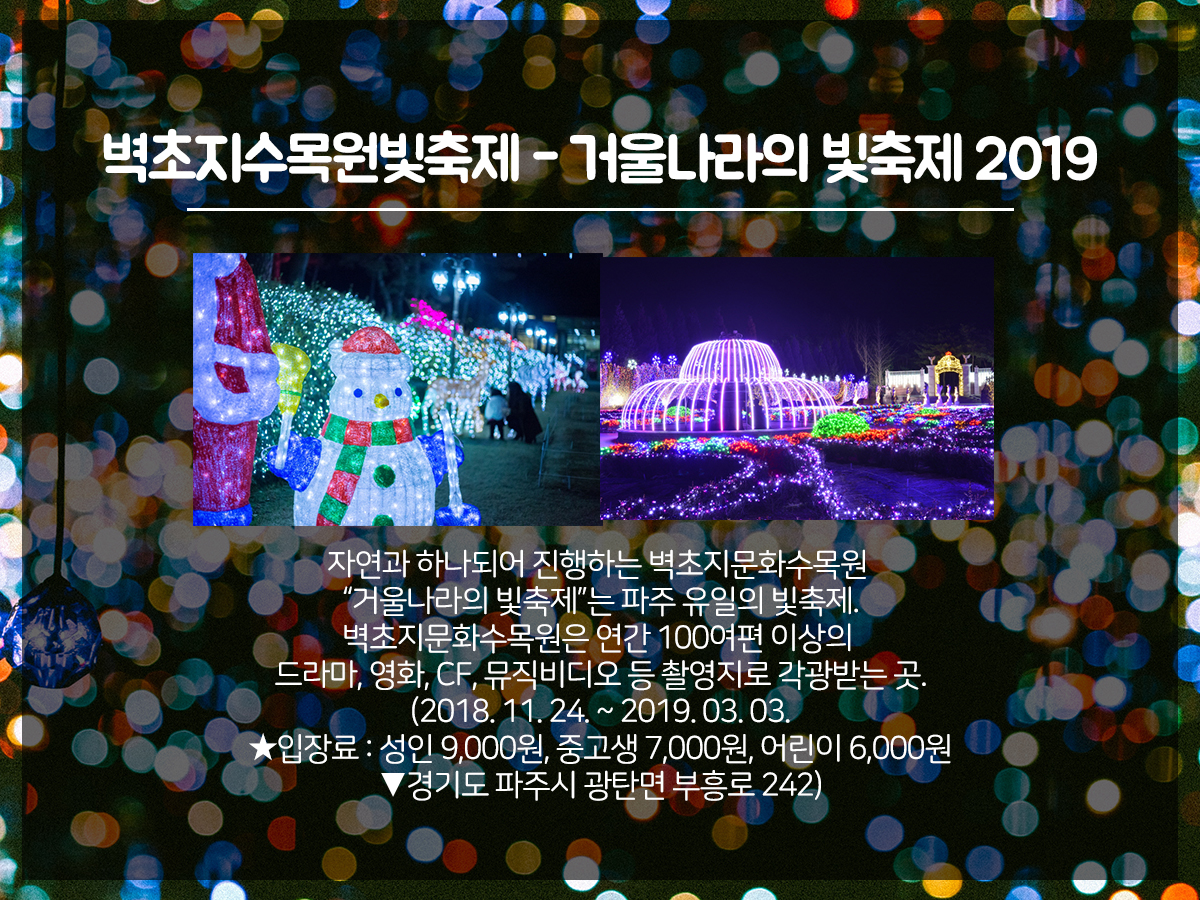 벽초지수목원빛축제 - 거울나라의 빛축제 2019
자연과 하나되어 진행하는 벽초지문화수목원
“거울나라의 빛축제”는 파주 유일의 빛축제.
벽초지문화수목원은 연간 100여편 이상의
드라마, 영화, CF, 뮤직비디오 등 촬영지로 각광받는 곳.
(2018. 11. 24. ~ 2019. 03. 03.
★입장료 : 성인 9,000원, 중고생 7,000원, 어린이 6,000원
▼경기도 파주시 광탄면 부흥로 242)